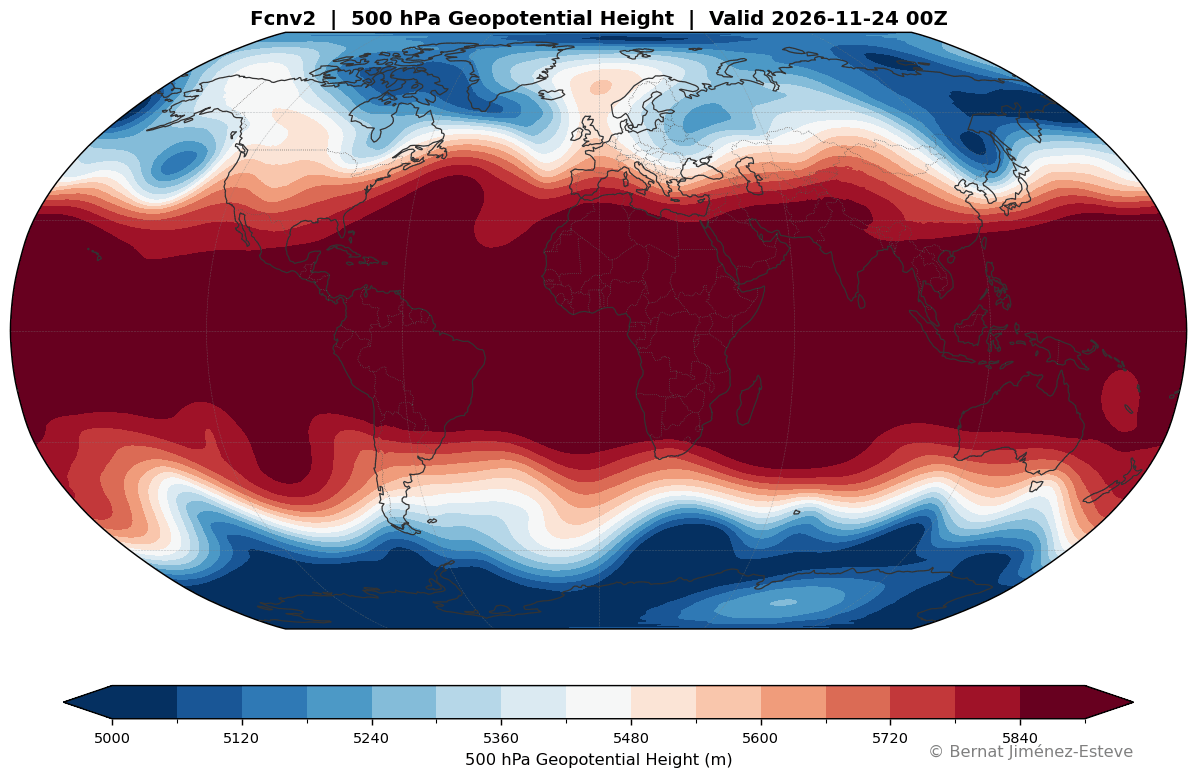 Fcnv2 | 500 hPa Geopotential Height | Valid 2026-11-24 00Z
5000 5120 5240 5360 5480 5600 5720 5840
500 hPa Geopotential Height (m)
© Bernat Jiménez-Esteve